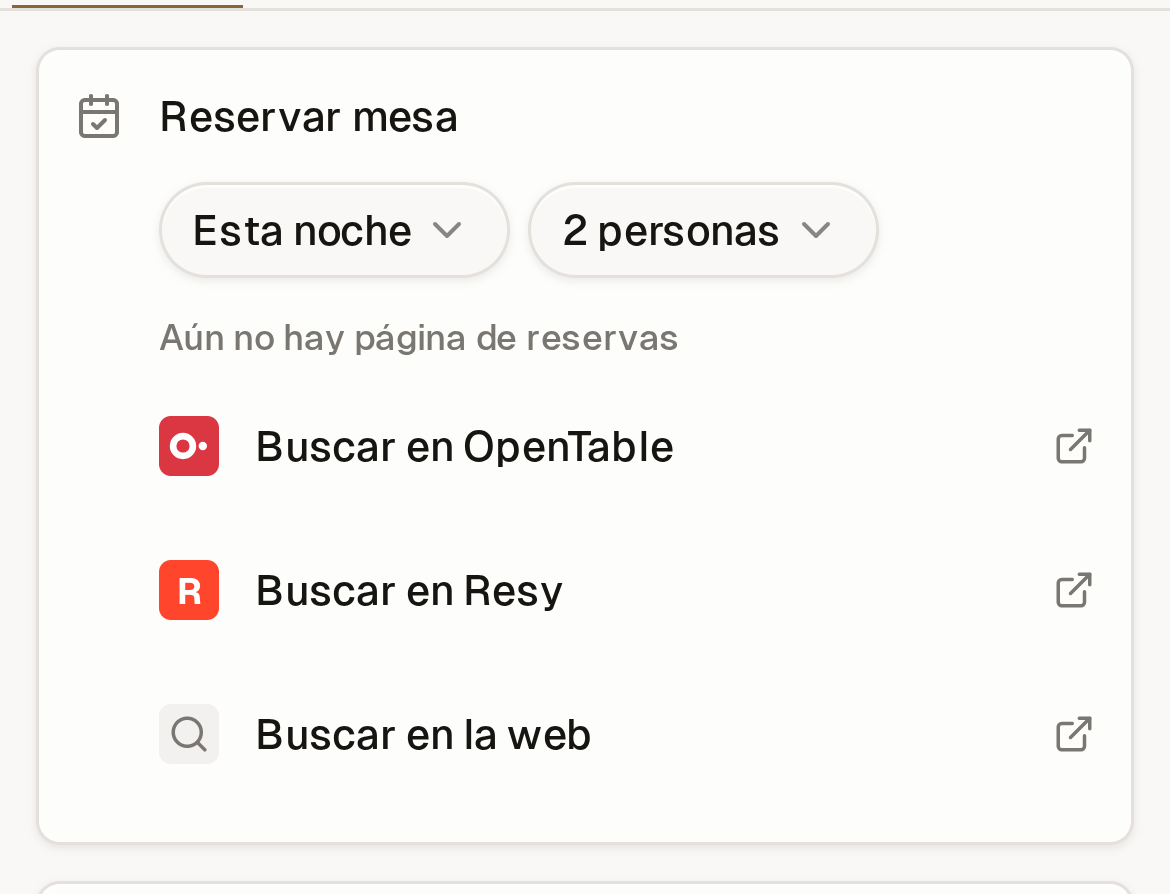 Reservar mesa
Esta noche
2 personas
Aún no hay página de reservas
Buscar en OpenTable
R
Buscar en Resy
Buscar en la web